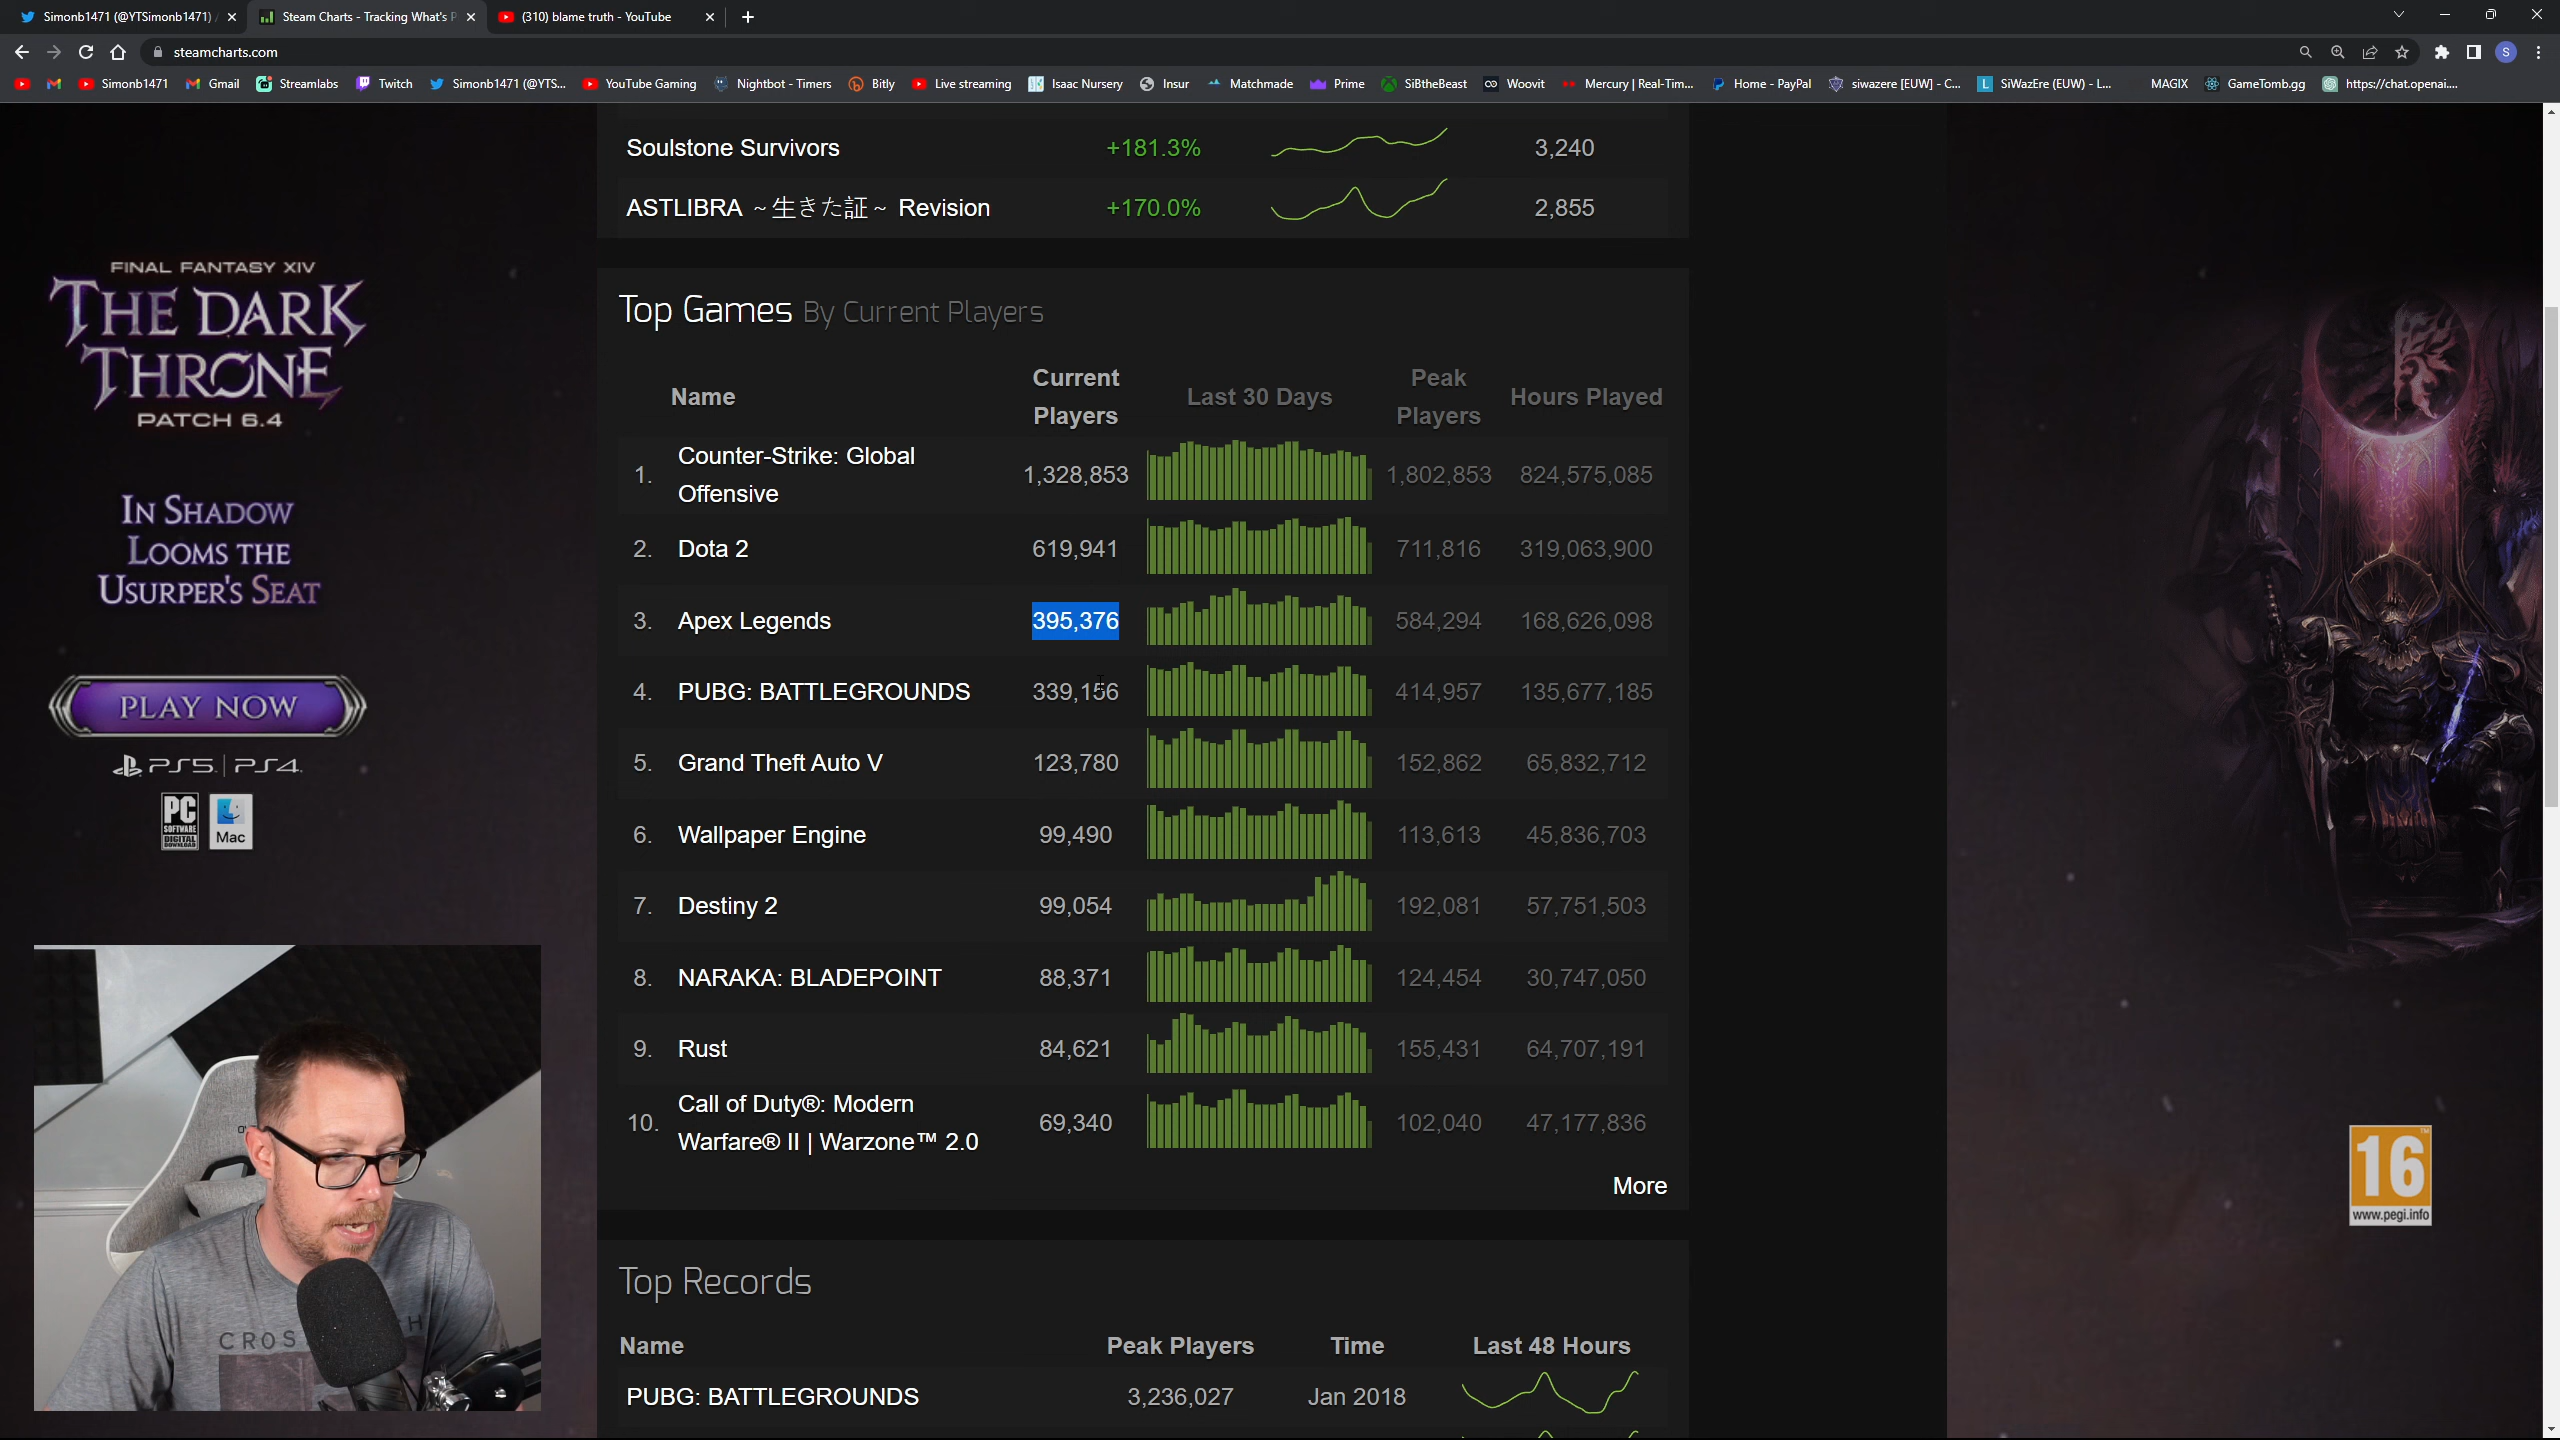 Simonb1471 (@YTSimonb1471) /
Steam Charts - Tracking What's P
(310) blame truth - YouTube
steamcharts.com
S
Simonb1471
Gmail
Streamlabs
Twitch
Simonb1471 (@YTS...
YouTube Gaming
Nightbot - Timers
Bitly
Live streaming
Isaac Nursery
Insur
Matchmade
Prime
SiBtheBeast
Woovit
Mercury | Real-Tim...
Home - PayPal
siwazere [EUW] - C...
SiWazEre (EUW) - L...
MAGIX
GameTomb.gg
https://chat.openai....
Soulstone Survivors +181.3% 3,240
ASTLIBRA ~生きた証~ Revision +170.0% 2,855
FINAL FANTASY XIV
THE DARK
THRONE
PATCH 6.4
IN SHADOW
LOOMS THE
USURPER'S SEAT
PLAY NOW
PS5 | PS4
PC
SOFTWARE
DIGITAL
DOWNLOAD
Mac
Top Games By Current Players
Name Current Players Last 30 Days Peak Players Hours Played
1. Counter-Strike: Global Offensive 1,328,853 1,802,853 824,575,085
2. Dota 2 619,941 711,816 319,063,900
3. Apex Legends 395,376 584,294 168,626,098
4. PUBG: BATTLEGROUNDS 339,156 414,957 135,677,185
5. Grand Theft Auto V 123,780 152,862 65,832,712
6. Wallpaper Engine 99,490 113,613 45,836,703
7. Destiny 2 99,054 192,081 57,751,503
8. NARAKA: BLADEPOINT 88,371 124,454 30,747,050
9. Rust 84,621 155,431 64,707,191
10. Call of Duty®: Modern Warfare® II | Warzone™ 2.0 69,340 102,040 47,177,836
More
Top Records
Name Peak Players Time Last 48 Hours
PUBG: BATTLEGROUNDS 3,236,027 Jan 2018
16
www.pegi.info
CROS